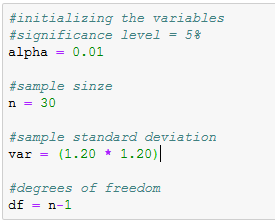 #initializing the variables
#significance level = 5%
alpha = 0.01
#sample sinze
n = 30
#sample standard deviation
var = (1.20 * 1.20)
#degrees of freedom
df = n-1